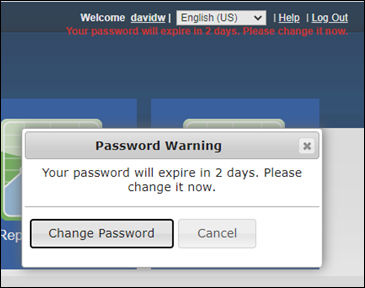 Welcome davidw | English (US) | Help | Log Out
Your password will expire in 2 days. Please change it now.
Password Warning
Your password will expire in 2 days. Please
change it now.
Rep
Change Password Cancel